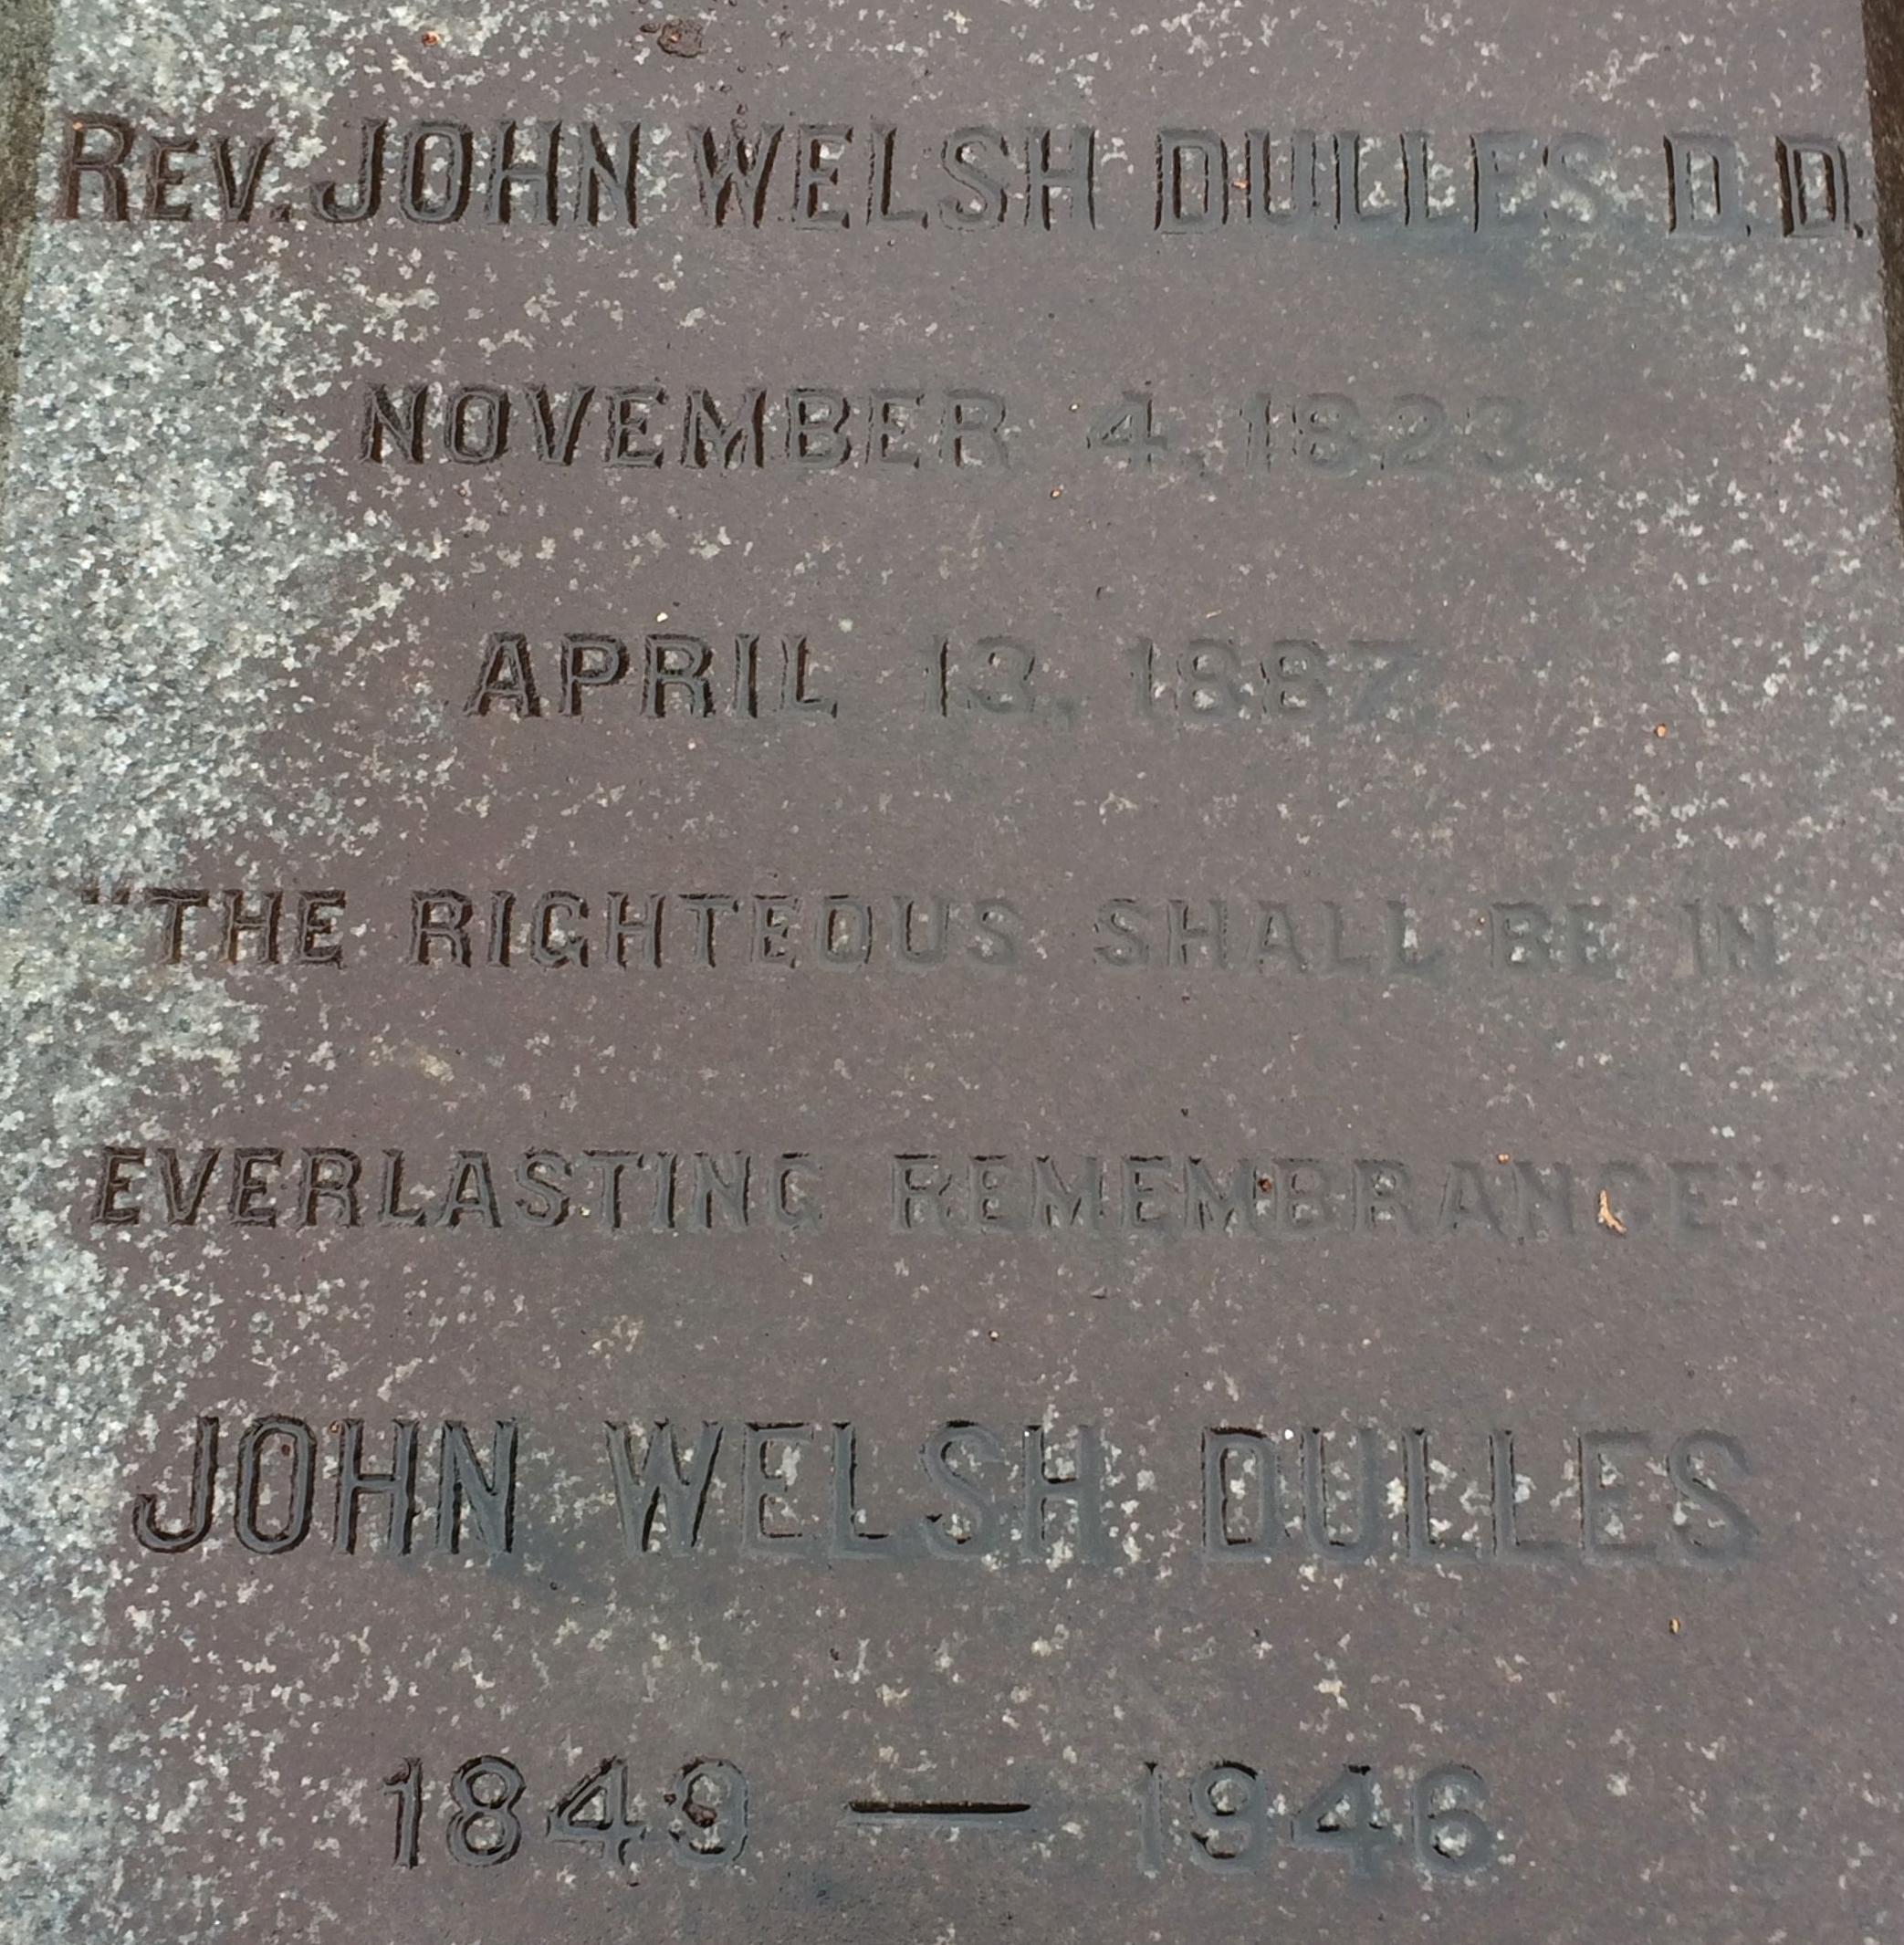 REV. JOHN WELSH DULLES D.D.
NOVEMBER 4, 1823.
APRIL 13, 1887.
"THE RIGHTEOUS SHALL BE IN
EVERLASTING REMEMBRANCE"
JOHN WELSH DULLES
1849 — 1946